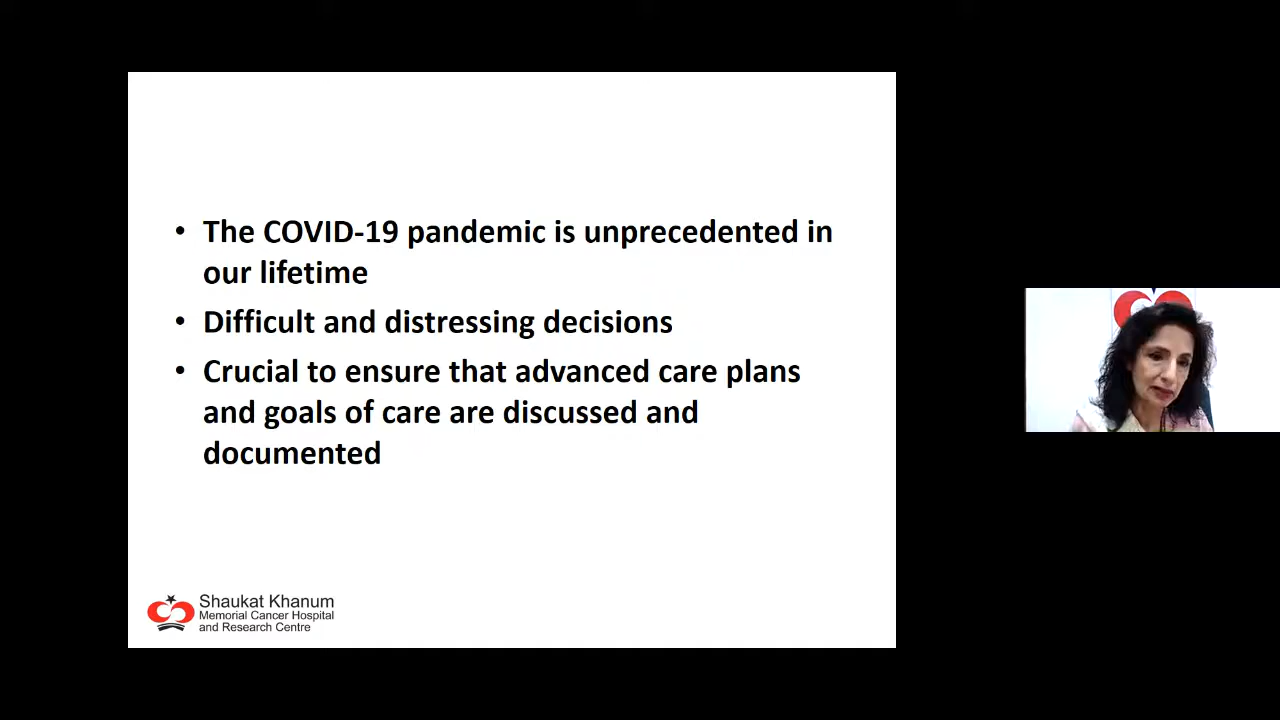 • The COVID-19 pandemic is unprecedented in
our lifetime
• Difficult and distressing decisions
• Crucial to ensure that advanced care plans
and goals of care are discussed and
documented
Shaukat Khanum
Memorial Cancer Hospital
and Research Centre